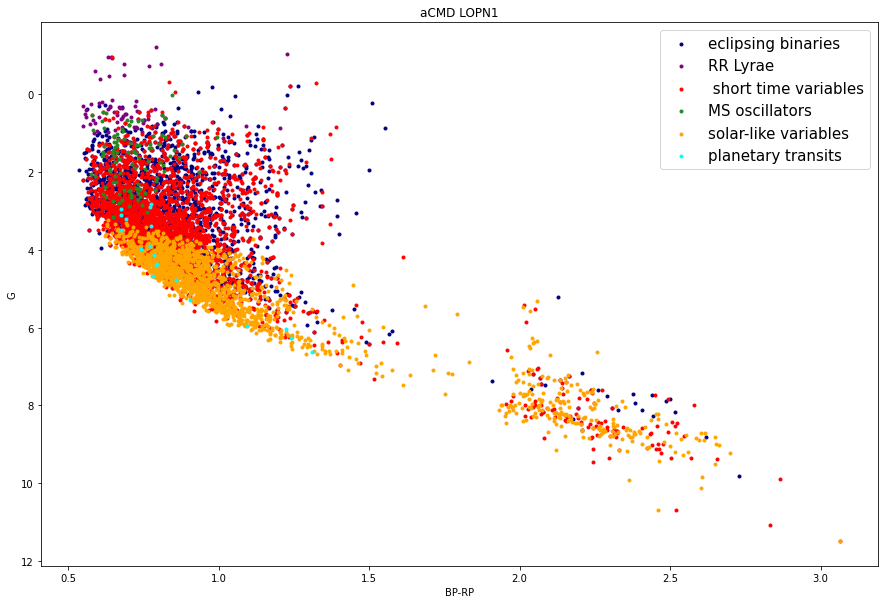 aCMD LOPN1
eclipsing binaries
RR Lyrae
short time variables
MS oscillators
solar-like variables
planetary transits
G
0
2
4
6
8
10
12
0.5 1.0 1.5 2.0 2.5 3.0
BP-RP